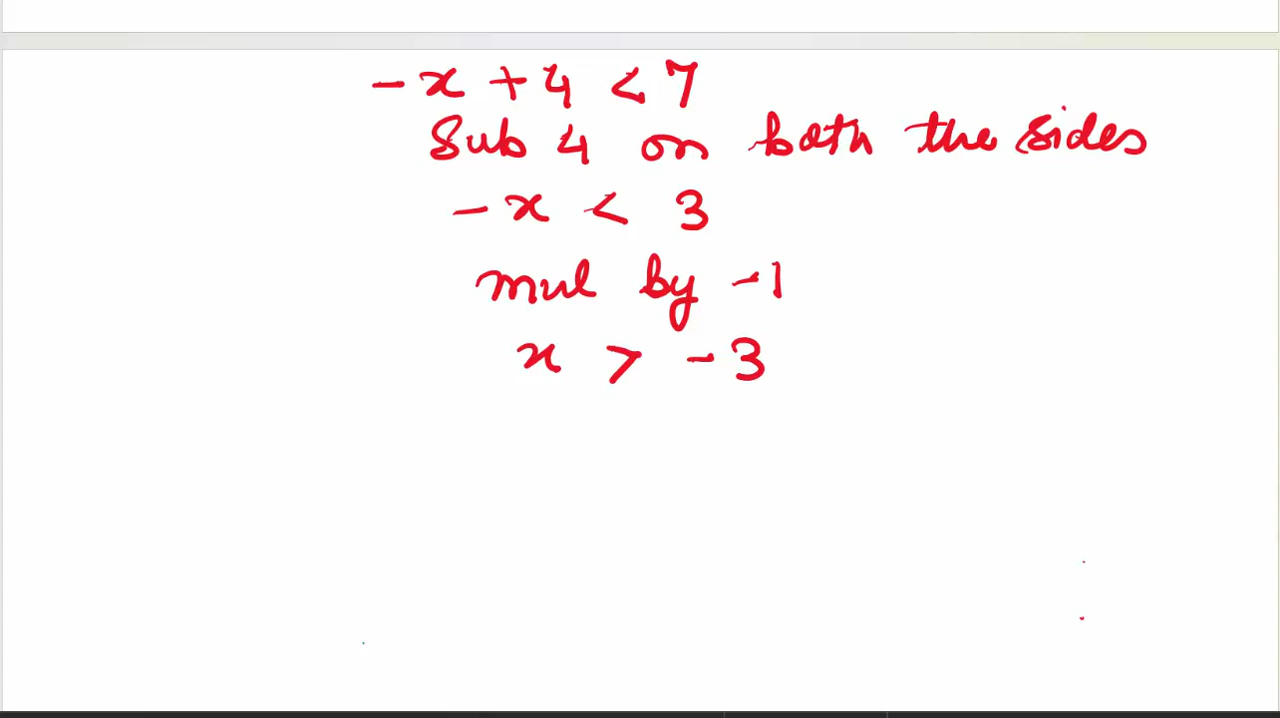 -x + 4 < 7
Sub 4 on both the sides
-x < 3
mul by -1
x > -3